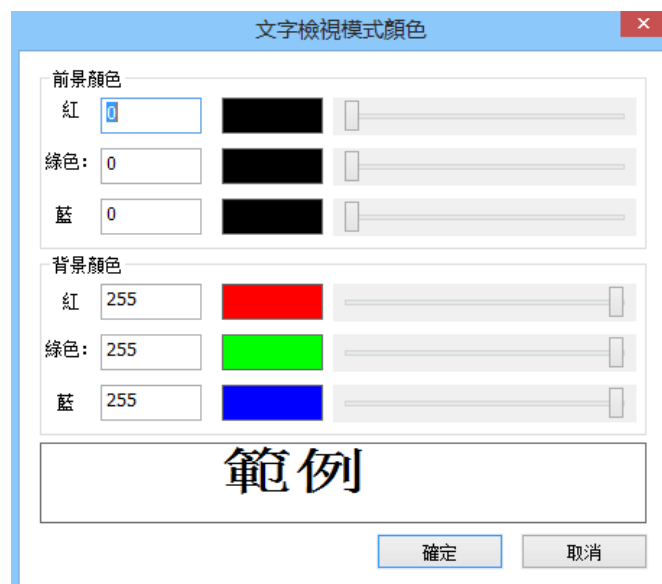 文字檢視模式顏色
前景顏色
紅 0
綠色: 0
藍 0
背景顏色
紅 255
綠色: 255
藍 255
範例
確定 取消